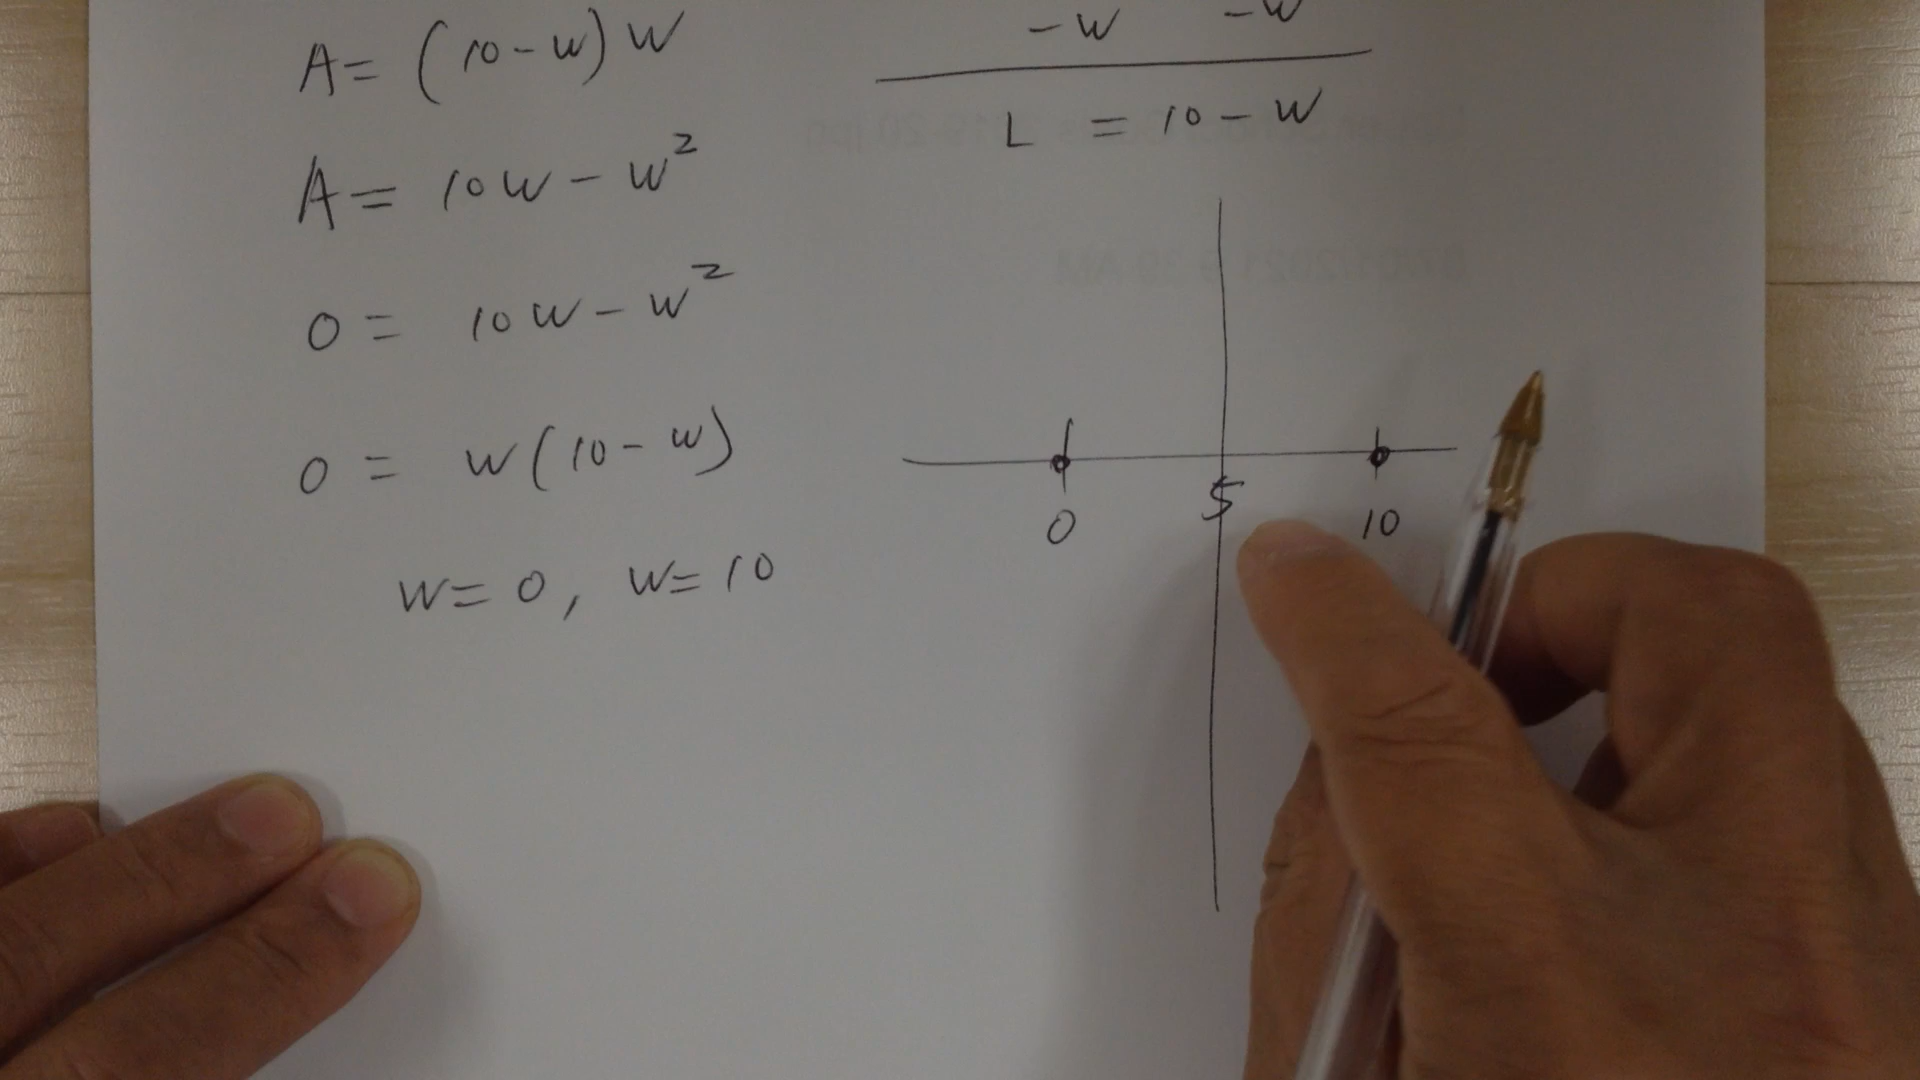 A = (10 - w) w
A = 10w - w²
0 = 10w - w²
0 = w(10 - w)
w = 0, w = 10
- w - w
L = 10 - w
0 5 10